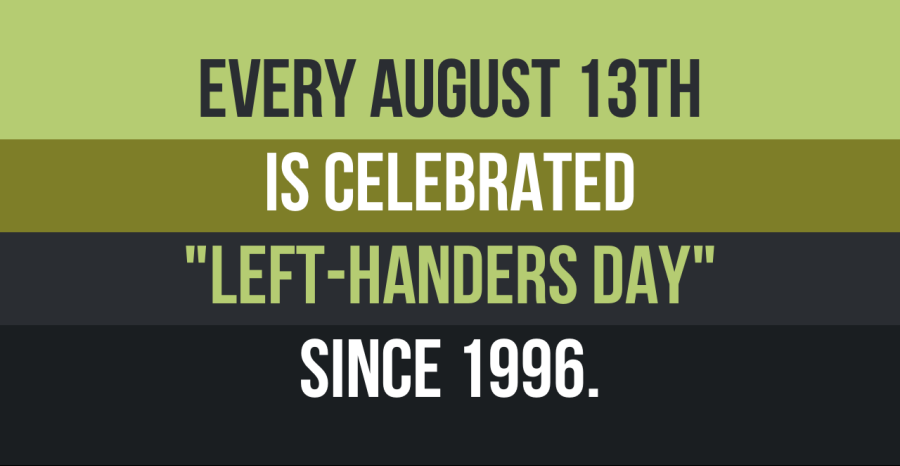 EVERY AUGUST 13TH
IS CELEBRATED
"LEFT-HANDERS DAY"
SINCE 1996.